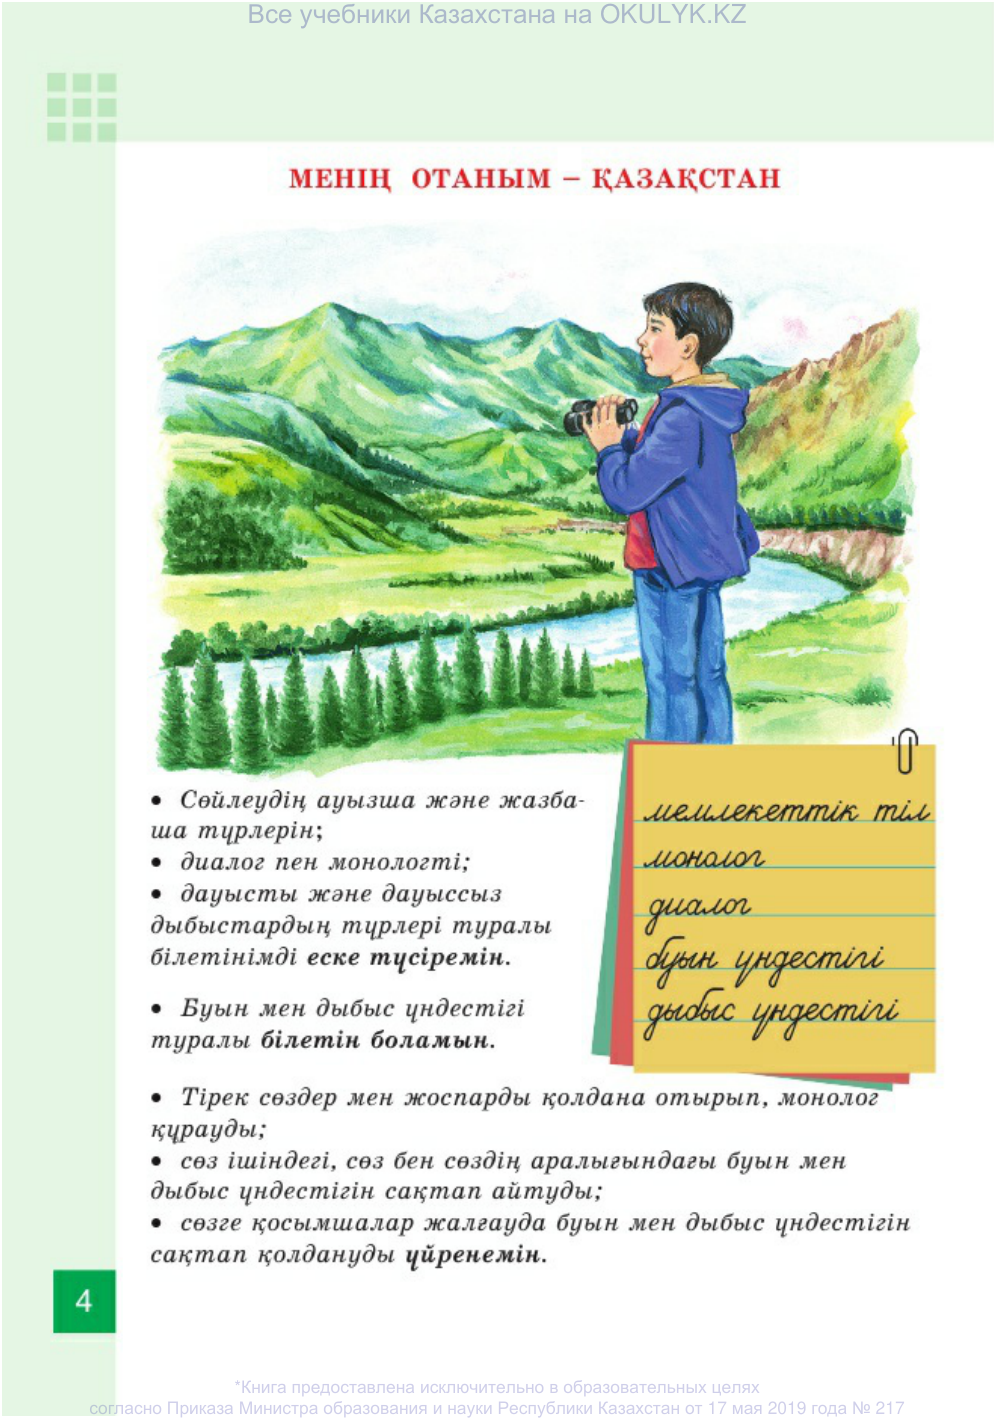 Все учебники Казахстана на OKULYK.KZ
МЕНІҢ ОТАНЫМ – ҚАЗАҚСТАН
• Сөйлеудің ауызша және жазба-
ша түрлерін;
• диалог пен монологті;
• дауысты және дауыссыз
дыбыстардың түрлері туралы
білетінімді еске түсіремін.
• Буын мен дыбыс үндестігі
туралы білетін боламын.
мемлекеттік тіл
монолог
диалог
буын үндестігі
дыбыс үндестігі
• Тірек сөздер мен жоспарды қолдана отырып, монолог
құрауды;
• сөз ішіндегі, сөз бен сөздің аралығындағы буын мен
дыбыс үндестігін сақтап айтуды;
• сөзге қосымшалар жалғауда буын мен дыбыс үндестігін
сақтап қолдануды үйренемін.
4
*Книга предоставлена исключительно в образовательных целях
согласно Приказа Министра образования и науки Республики Казахстан от 17 мая 2019 года № 217